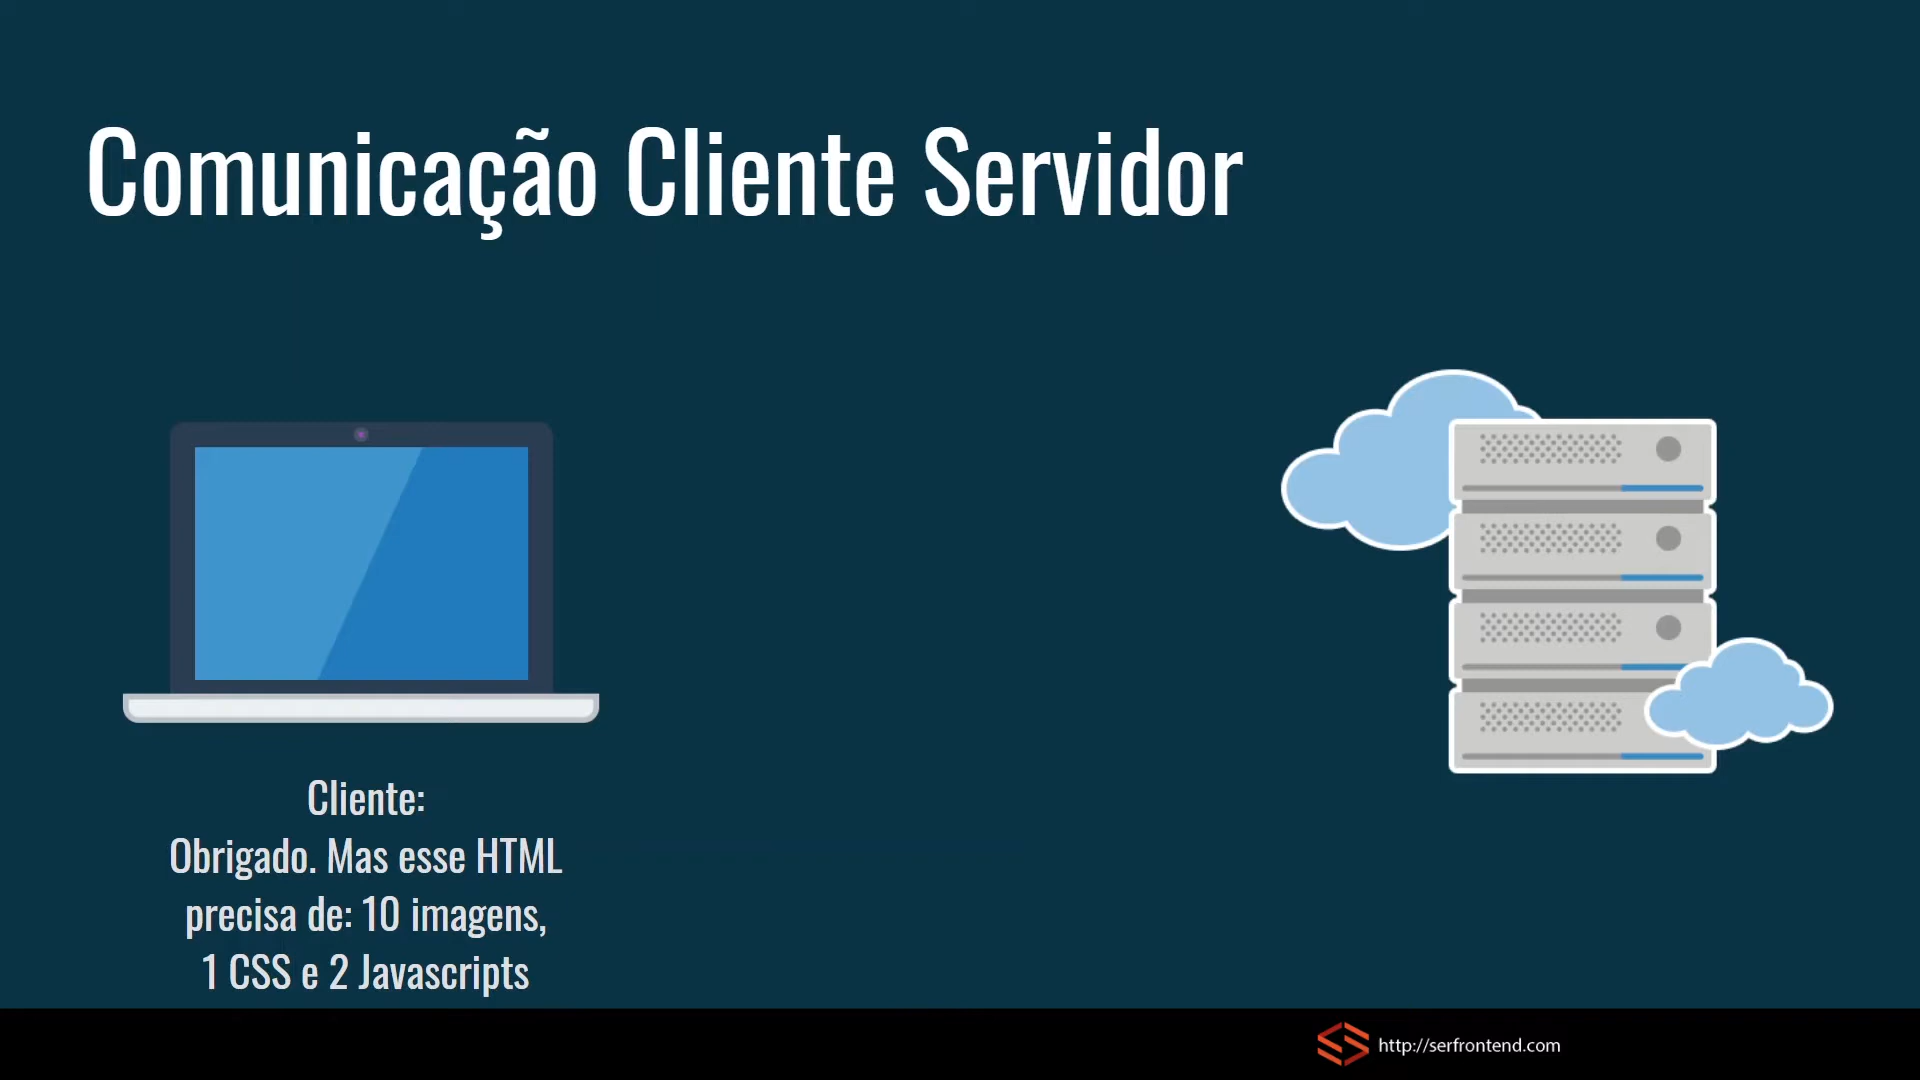 Comunicação Cliente Servidor
Cliente:
Obrigado. Mas esse HTML
precisa de: 10 imagens,
1 CSS e 2 Javascripts
http://serfrontend.com